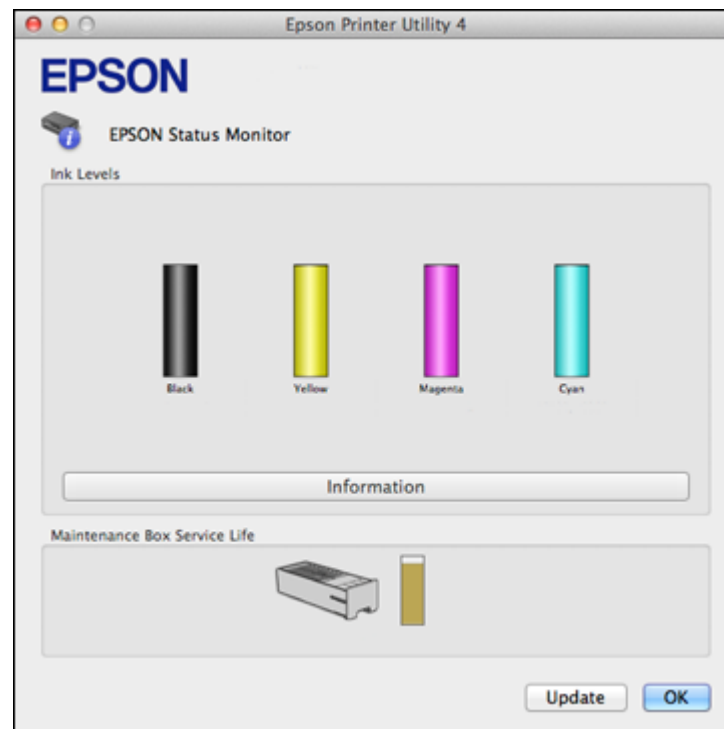 Epson Printer Utility 4
EPSON
EPSON Status Monitor
Ink Levels
Black Yellow Magenta Cyan
Information
Maintenance Box Service Life
Update OK